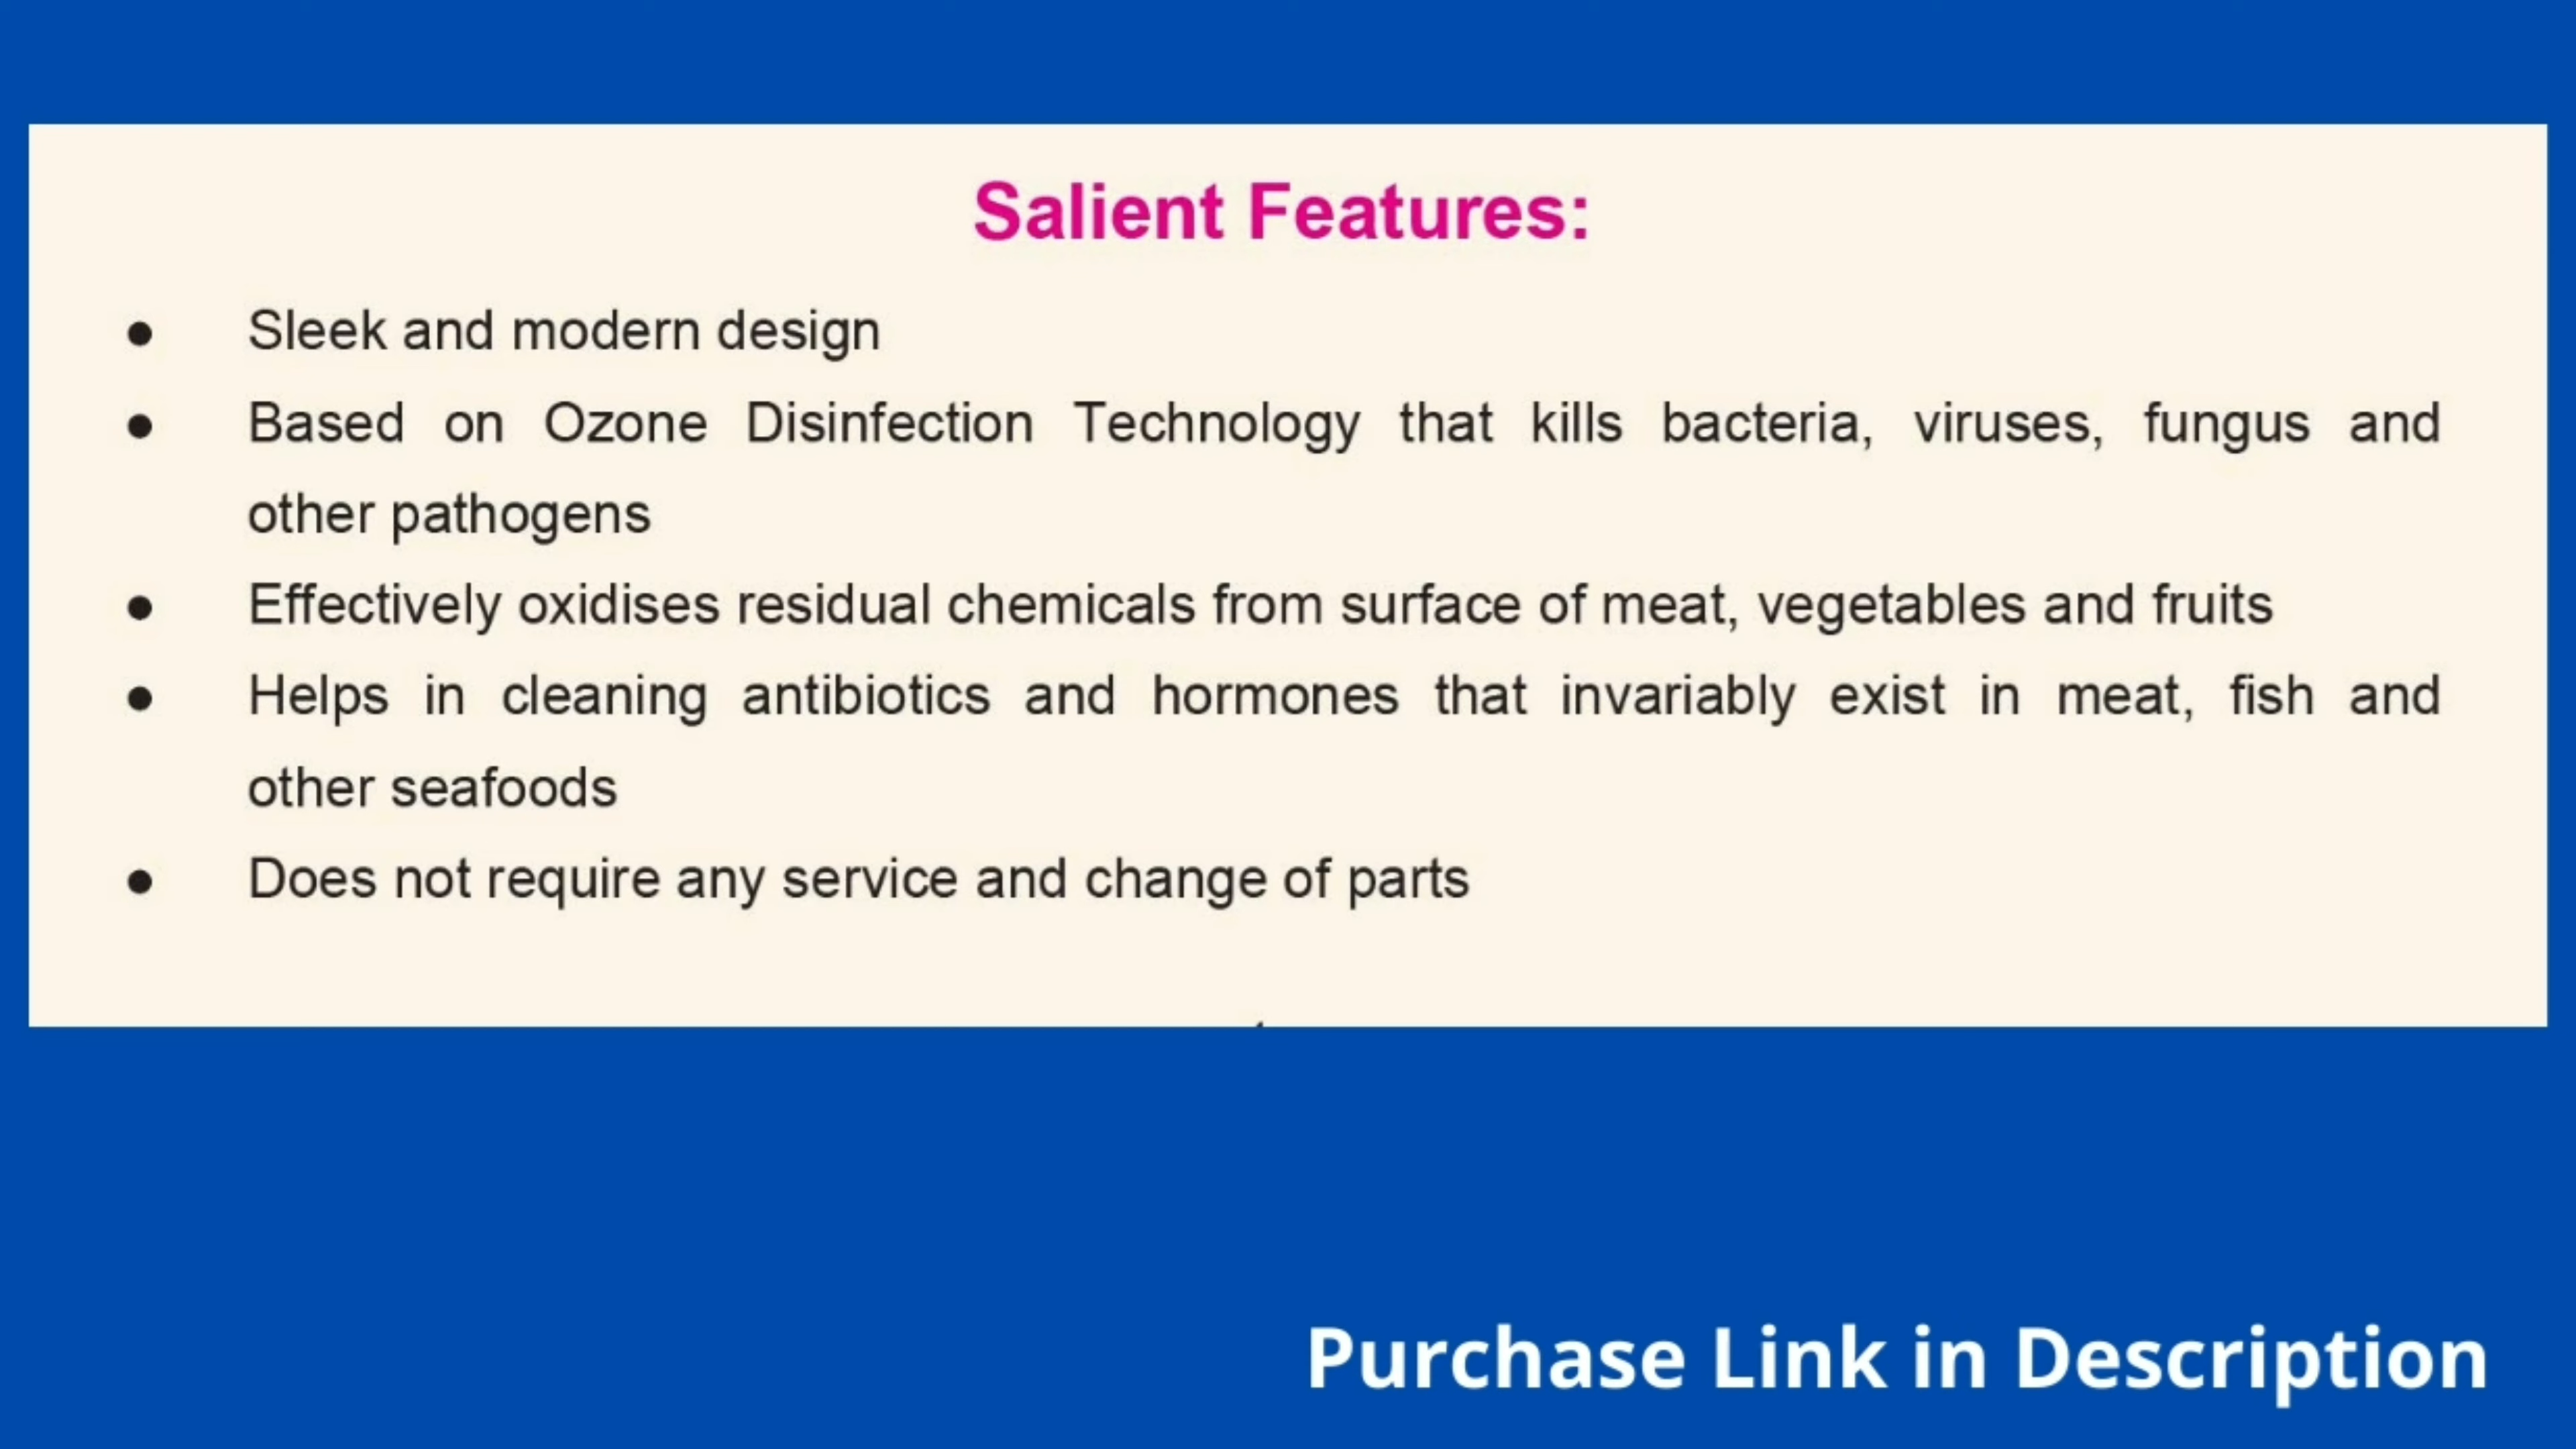 Salient Features:
● Sleek and modern design
● Based on Ozone Disinfection Technology that kills bacteria, viruses, fungus and
other pathogens
● Effectively oxidises residual chemicals from surface of meat, vegetables and fruits
● Helps in cleaning antibiotics and hormones that invariably exist in meat, fish and
other seafoods
● Does not require any service and change of parts
Purchase Link in Description